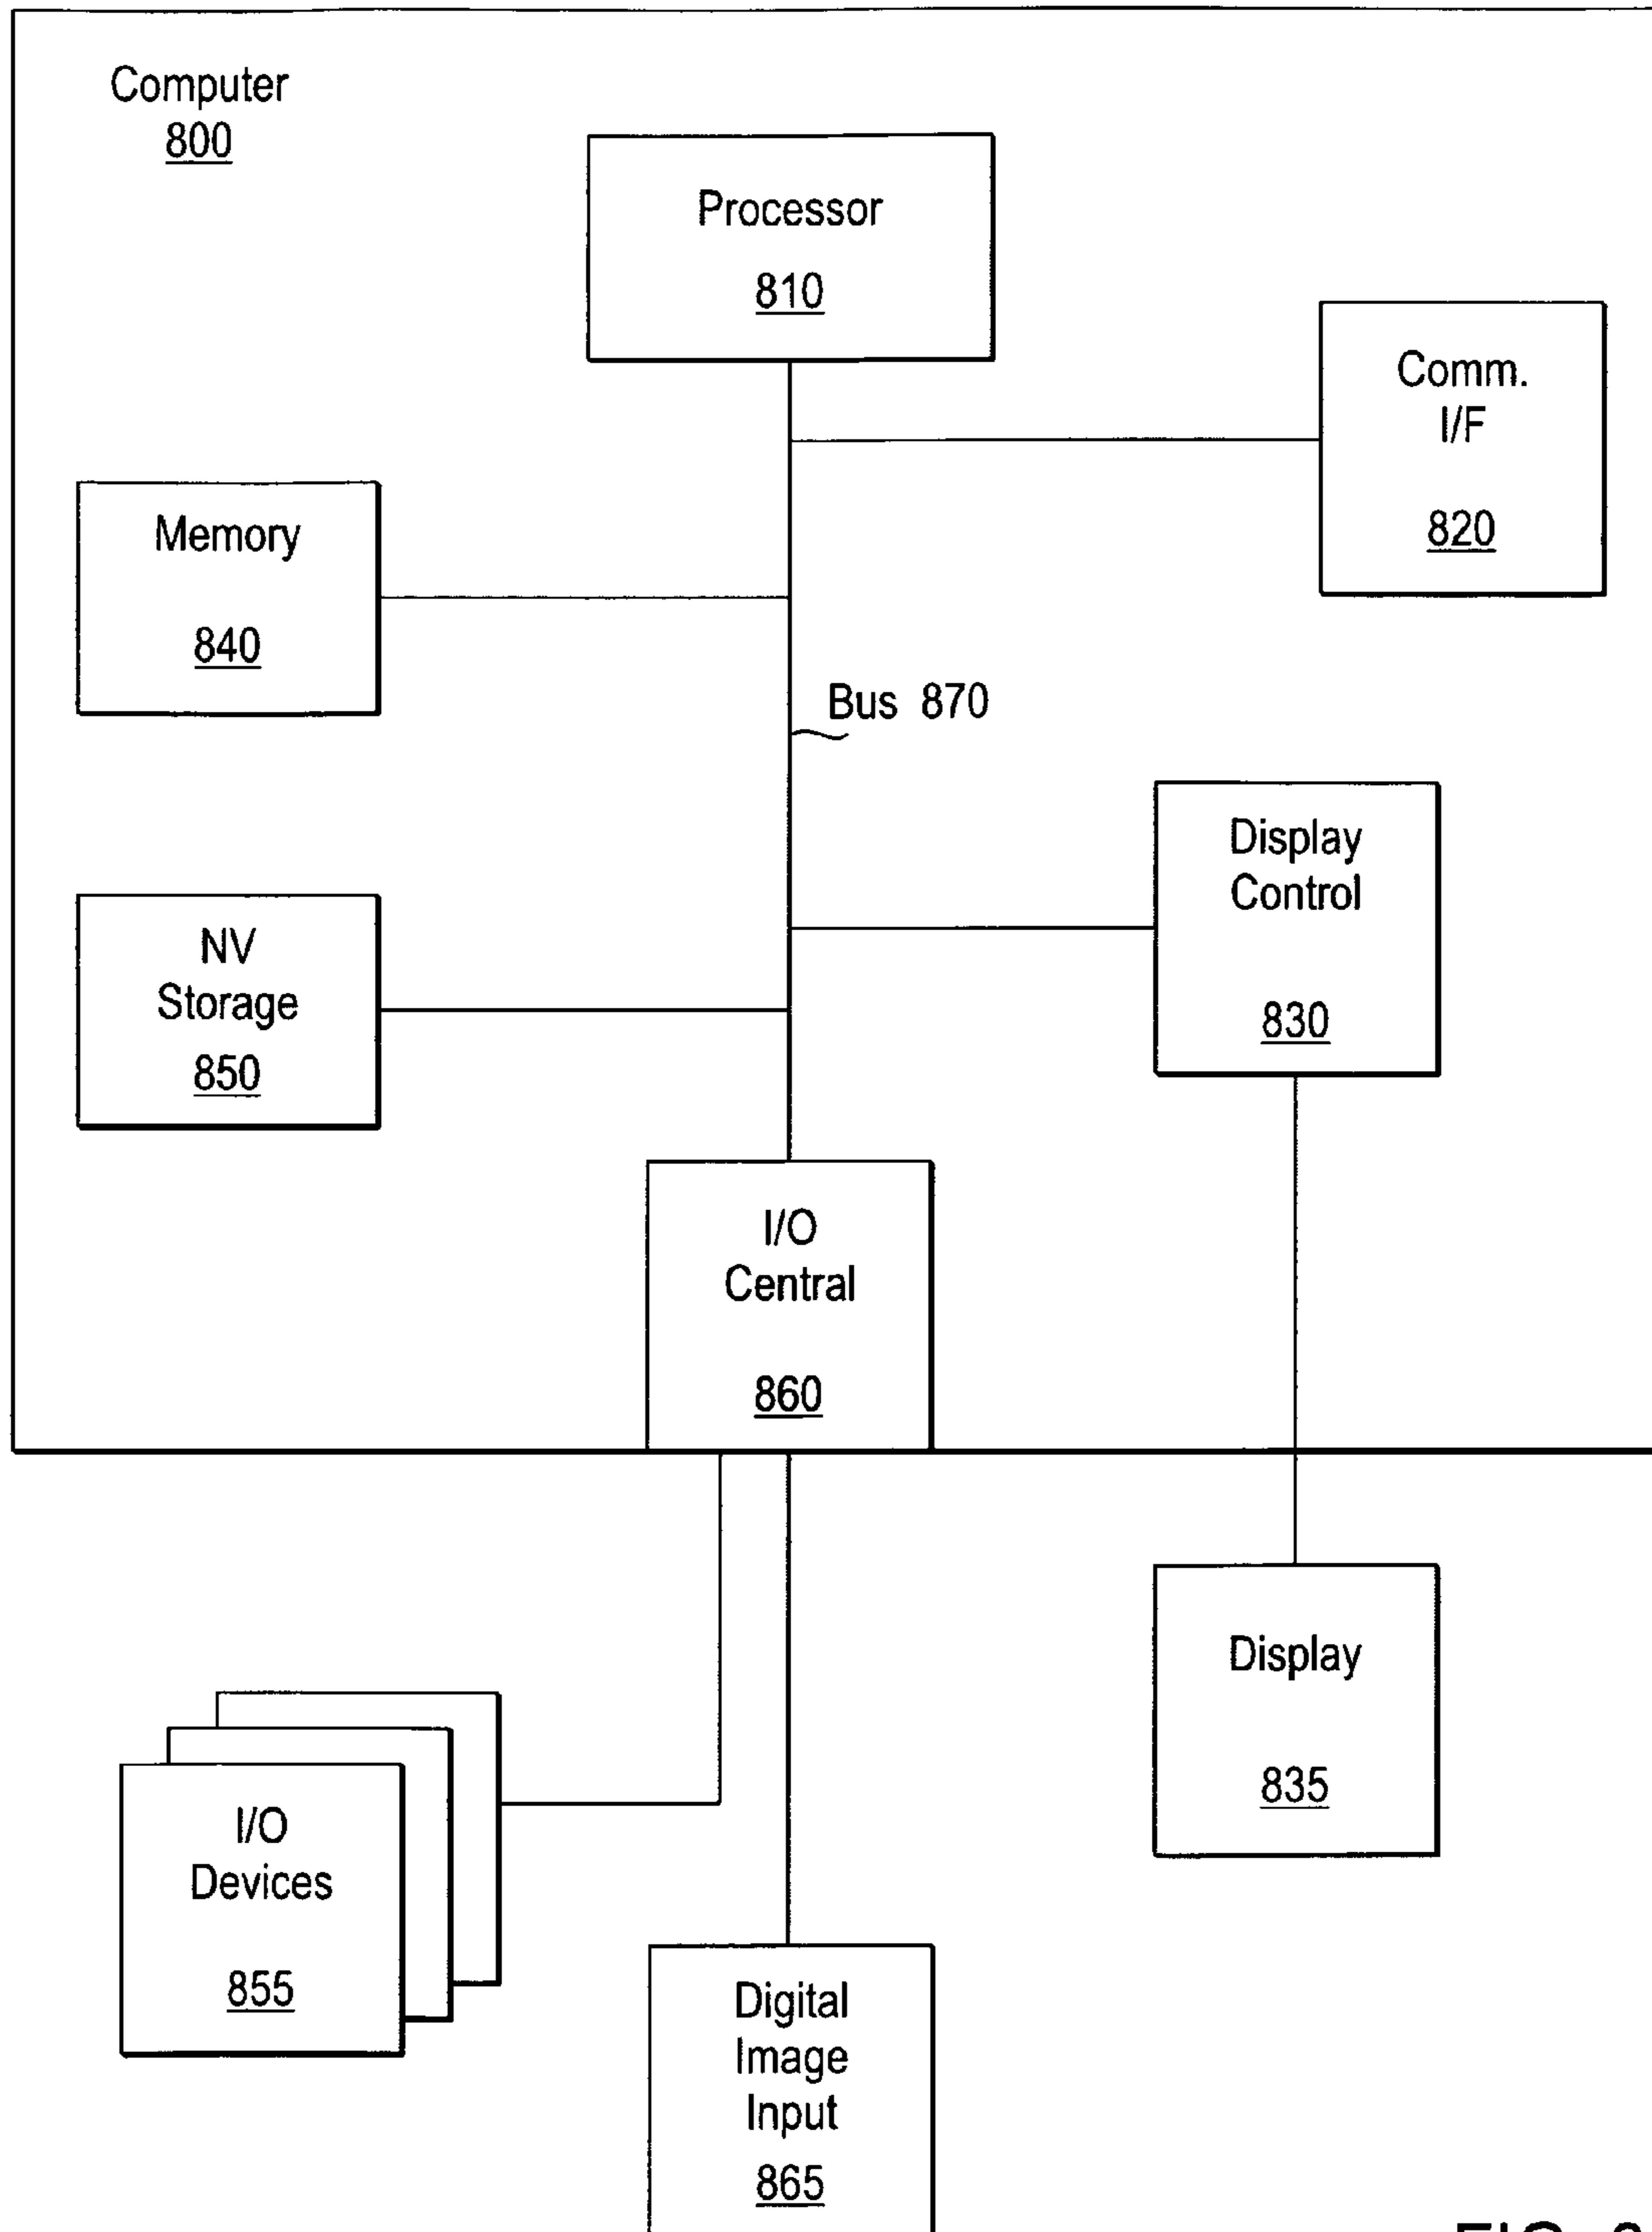 Computer
800
Processor
810
Comm.
I/F
820
Memory
840
Bus 870
Display
Control
830
NV
Storage
850
I/O
Central
860
Display
835
I/O
Devices
855
Digital
Image
Input
865